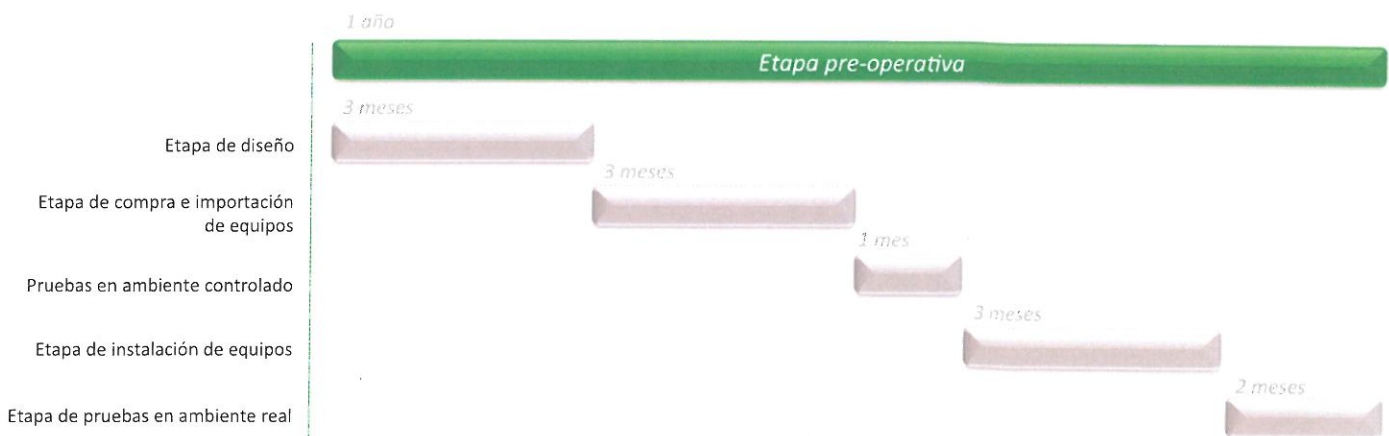 1 año
Etapa pre-operativa
3 meses
Etapa de diseño
3 meses
Etapa de compra e importación
de equipos
1 mes
Pruebas en ambiente controlado
3 meses
Etapa de instalación de equipos
2 meses
Etapa de pruebas en ambiente real